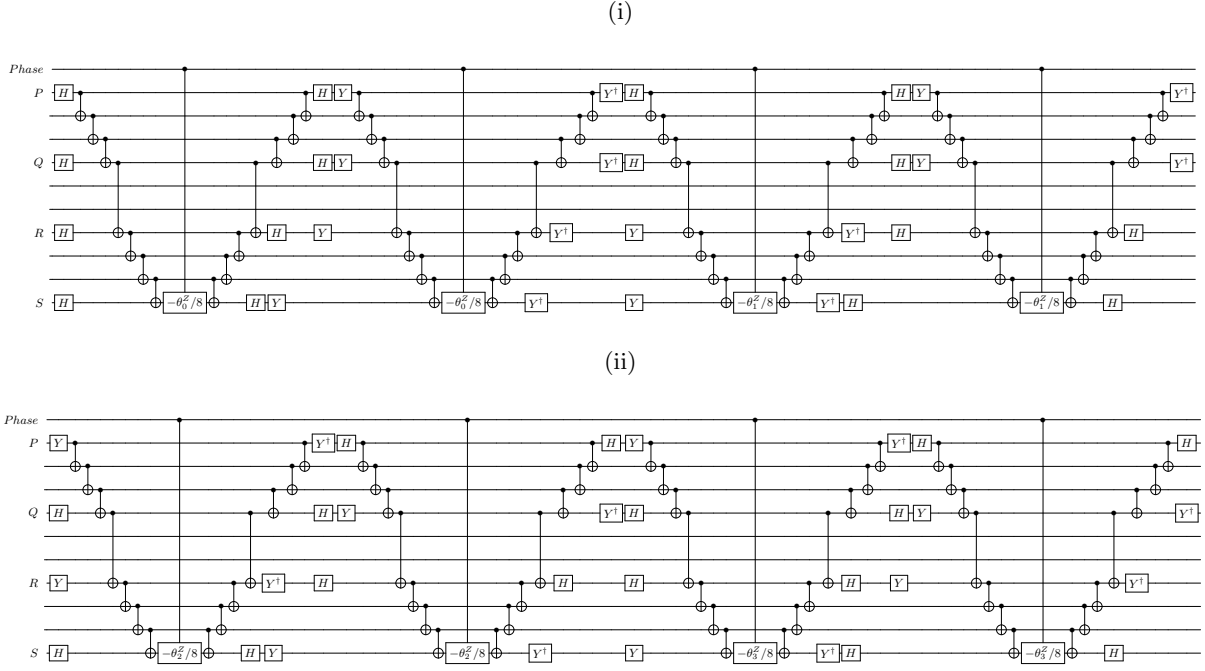 (i)
Phase
P H H Y Y† H H Y Y†
Q H H Y Y† H H Y Y†
R H H Y Y† Y Y† H H
S H −θ₀ᶻ/8 H Y −θ₀ᶻ/8 Y† Y −θ₁ᶻ/8 Y† H −θ₁ᶻ/8 H
(ii)
Phase
P Y Y† H H Y Y† H H
Q H H Y Y† H H Y Y†
R Y Y† H H H H Y Y†
S H −θ₂ᶻ/8 H Y −θ₂ᶻ/8 Y† Y −θ₃ᶻ/8 Y† H −θ₃ᶻ/8 H